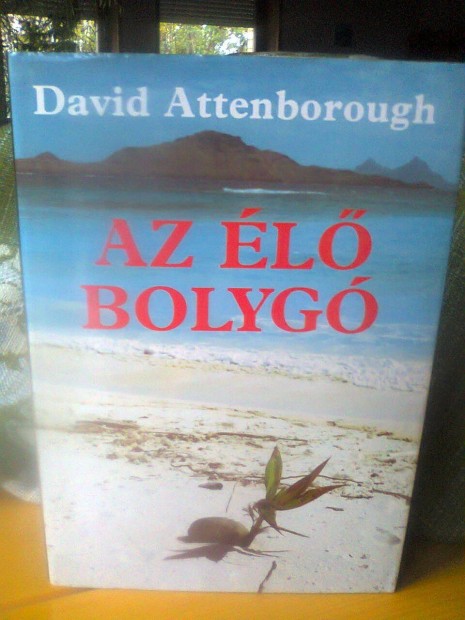 David Attenborough
AZ ÉLŐ
BOLYGÓ